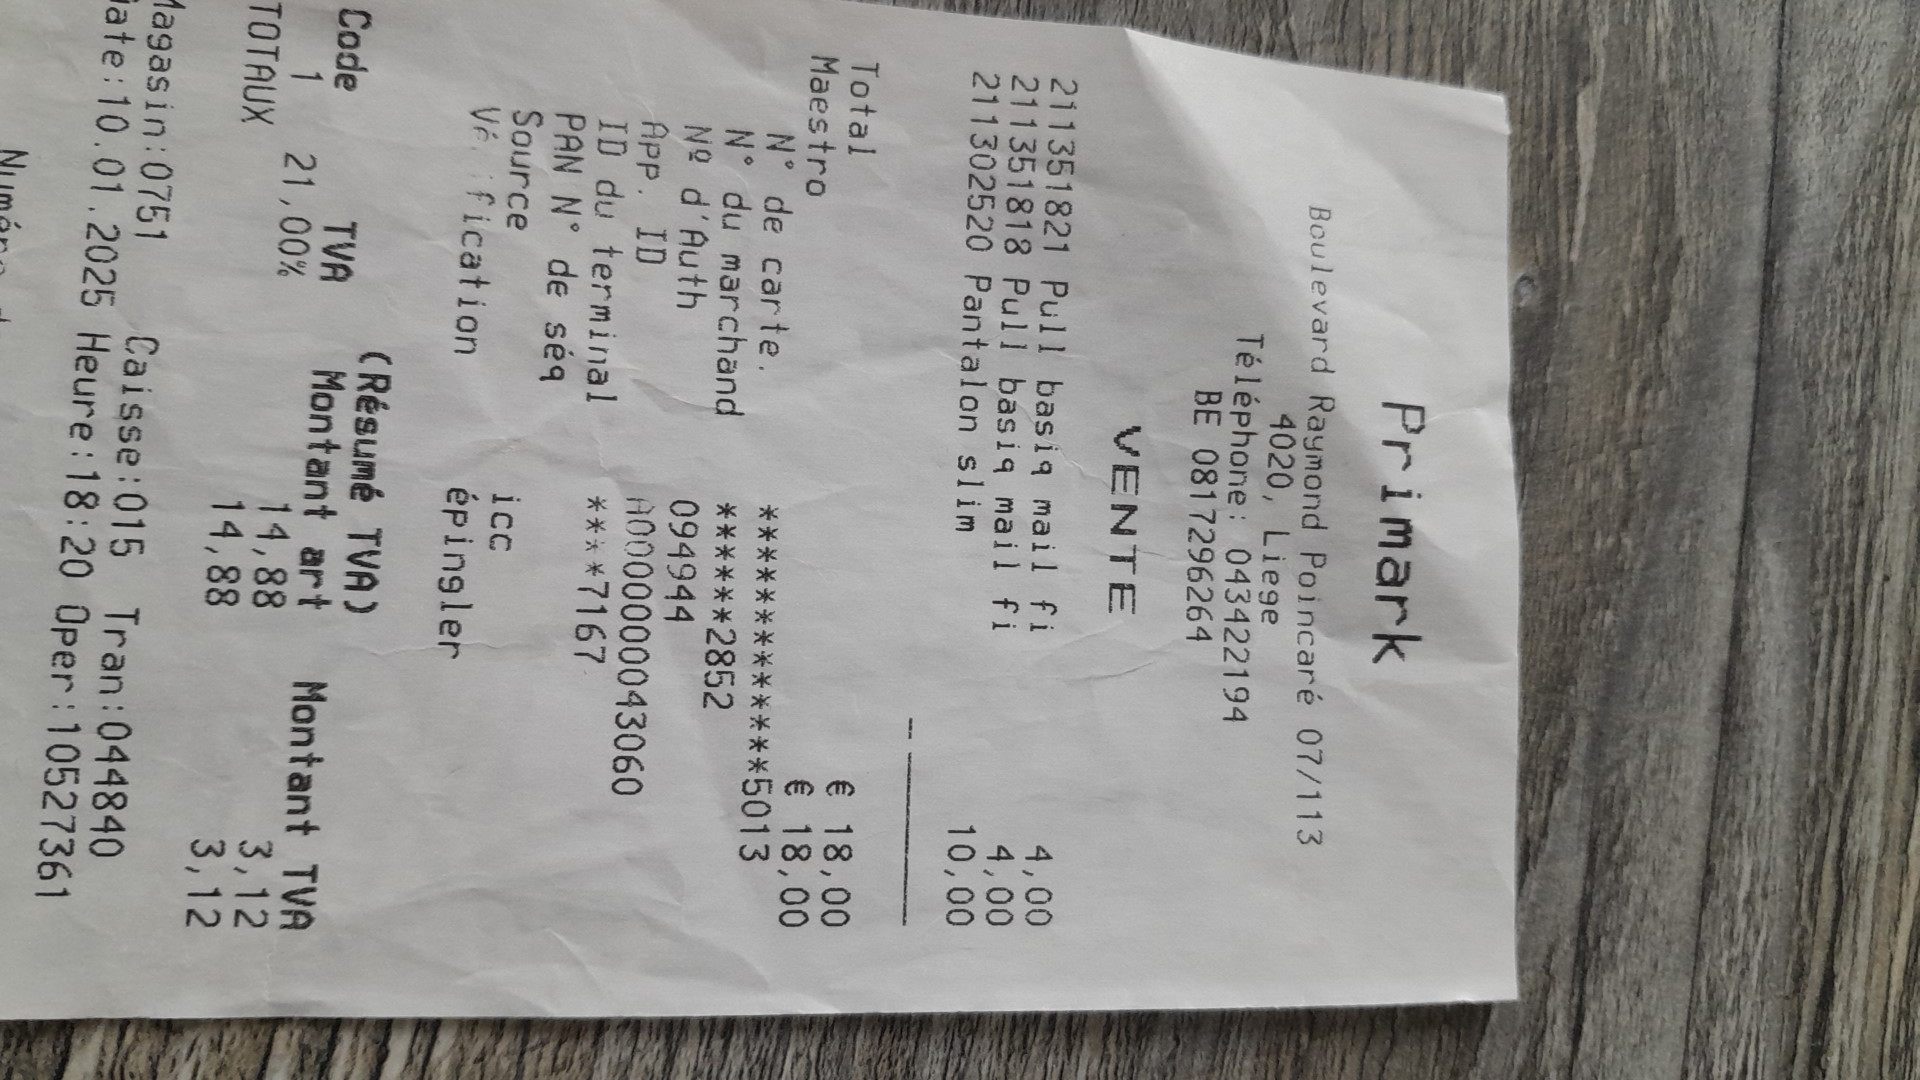 Primark
Boulevard Raymond Poincaré 07/113
4020, Liege
Téléphone: 043422194
BE 0817296264
VENTE
211351821 Pull basiq mail fi 4,00
211351818 Pull basiq mail fi 4,00
211302520 Pantalon slim 10,00
Total € 18,00
Maestro € 18,00
N° de carte. ************5013
N° du marchand ******2852
Nº d'Auth 094944
App. ID A0000000043060
ID du terminal ****7167
PAN N° de séq
Source icc
Vérification épingler
(Résumé TVA)
Code TVA Montant art Montant TVA
1 21,00% 14,88 3,12
TOTAUX 14,88 3,12
Magasin:0751 Caisse:015 Tran:044840
Date:10.01.2025 Heure:18:20 Oper:10527361